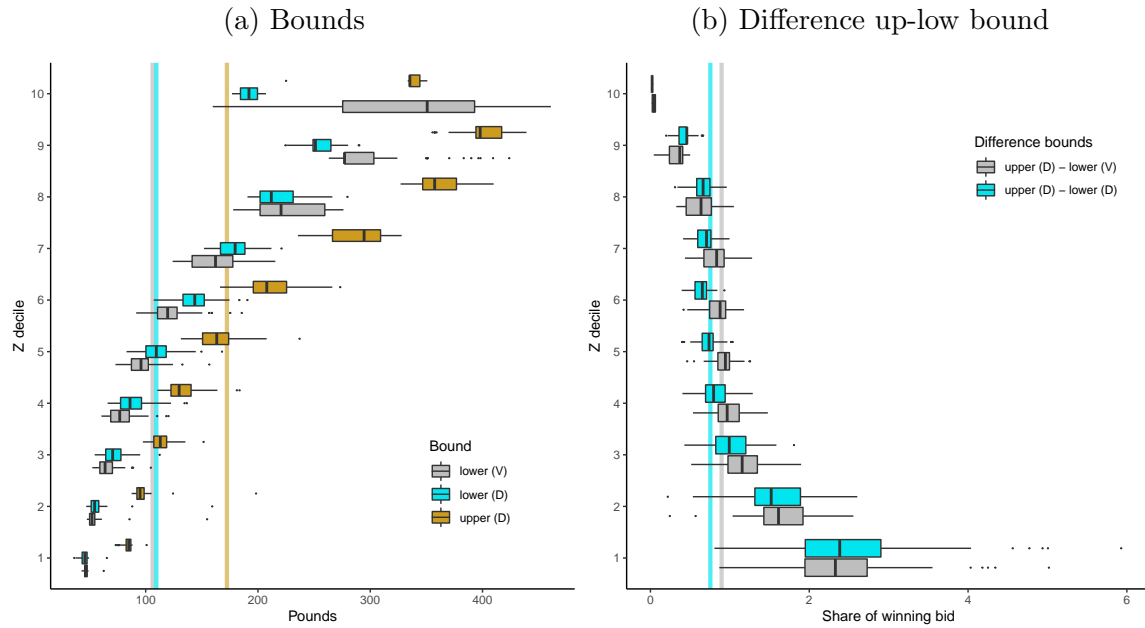 (a) Bounds
(b) Difference up-low bound
Z decile
10
9
8
7
6
5
4
3
2
1
100
200
300
400
Pounds
Bound
lower (V)
lower (D)
upper (D)
Z decile
10
9
8
7
6
5
4
3
2
1
0
2
4
6
Share of winning bid
Difference bounds
upper (D) − lower (V)
upper (D) − lower (D)